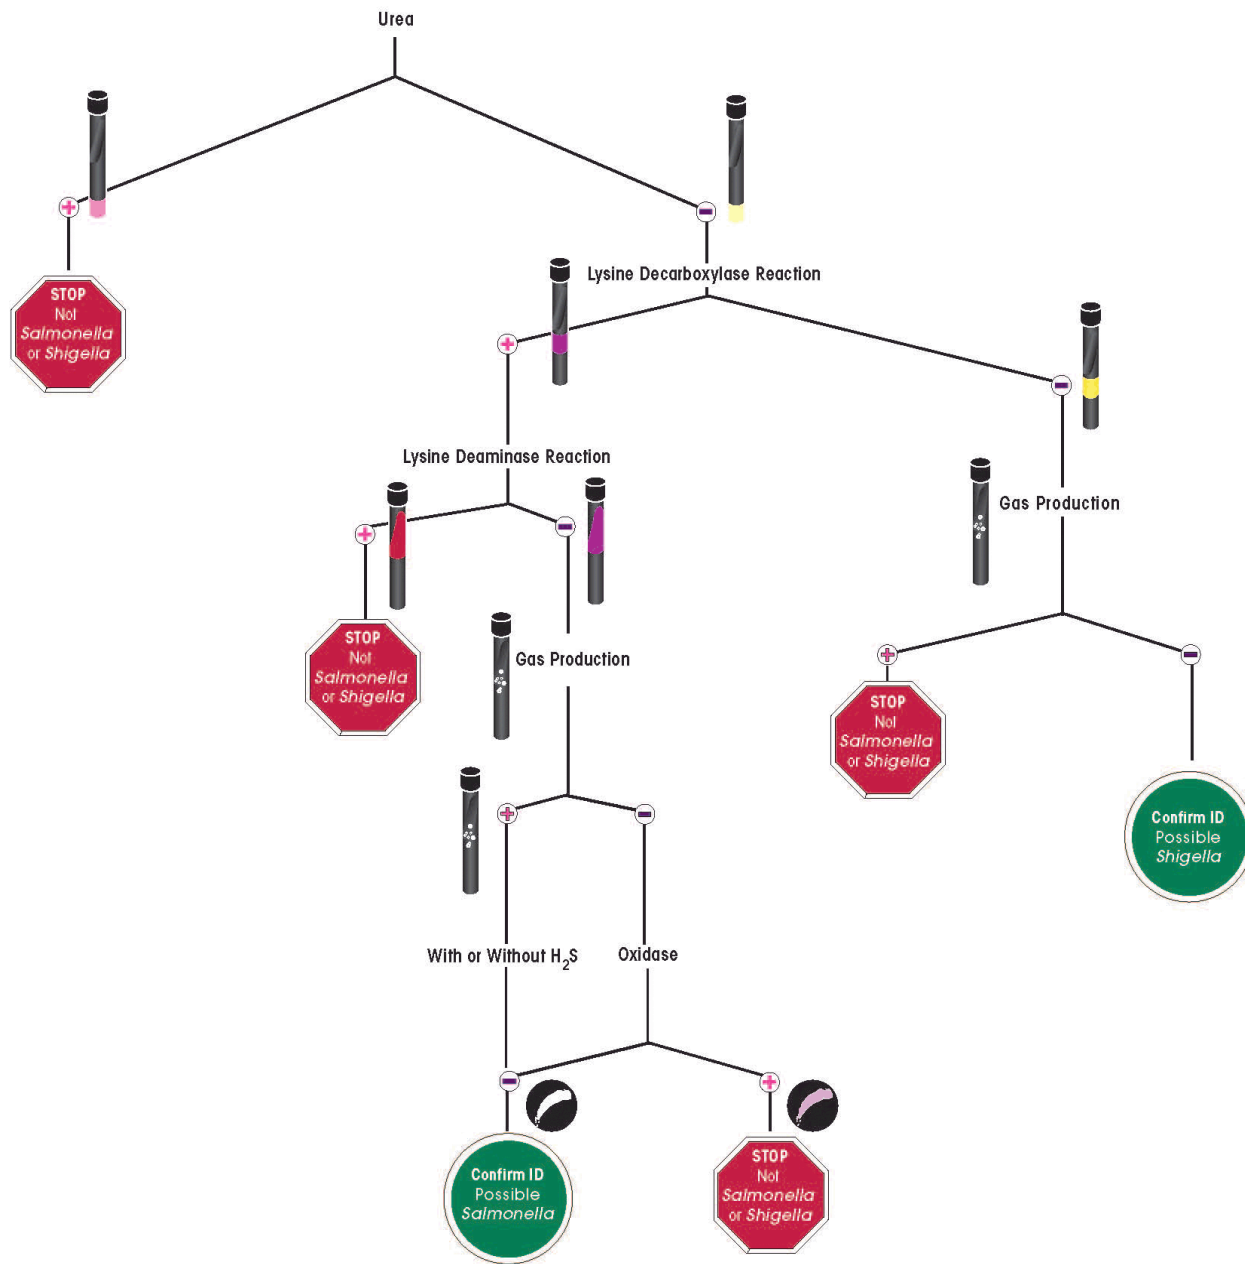 Urea
STOP
Not
Salmonella
or Shigella
Lysine Decarboxylase Reaction
Lysine Deaminase Reaction
STOP
Not
Salmonella
or Shigella
Gas Production
With or Without H₂S
Oxidase
Confirm ID
Possible
Salmonella
STOP
Not
Salmonella
or Shigella
Gas Production
STOP
Not
Salmonella
or Shigella
Confirm ID
Possible
Shigella